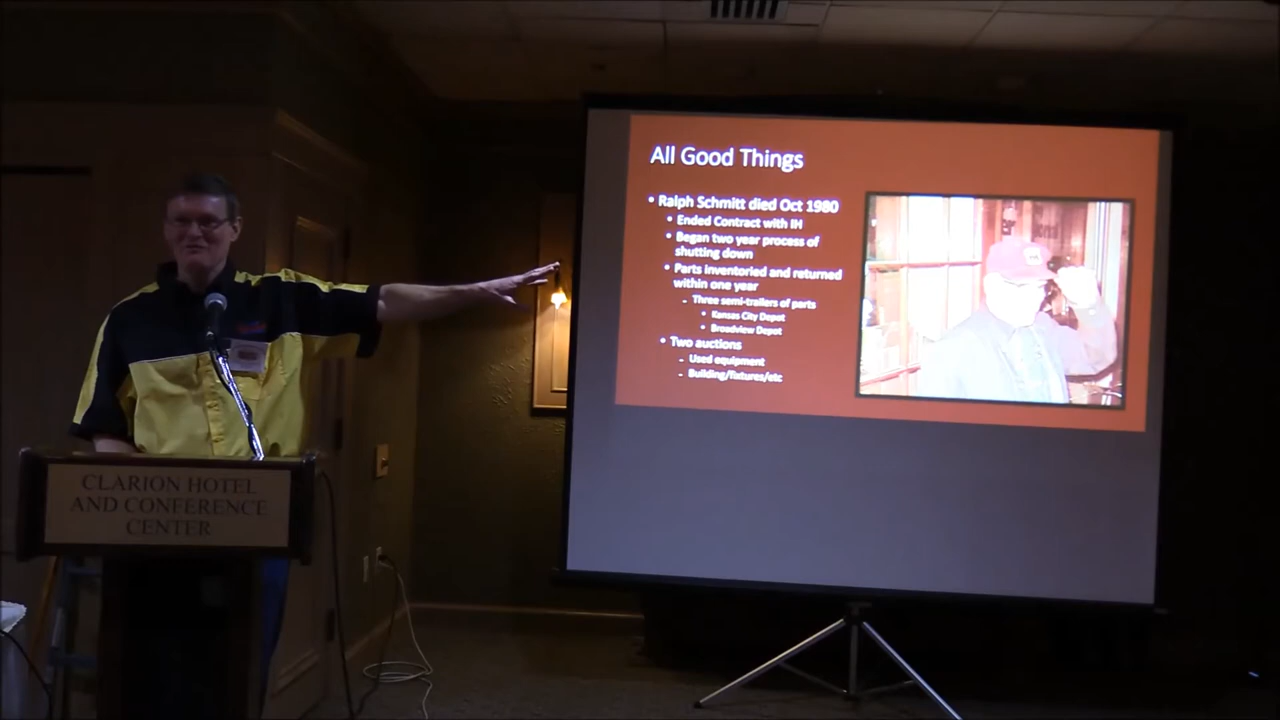 All Good Things
• Ralph Schmitt died Oct 1980
• Ended Contract with IH
• Began two year process of
shutting down
• Parts inventoried and returned
within one year
- Three semi-trailers of parts
• Kansas City Depot
• Broadview Depot
• Two auctions
- Used equipment
- Building/fixtures/etc
CLARION HOTEL
AND CONFERENCE
CENTER